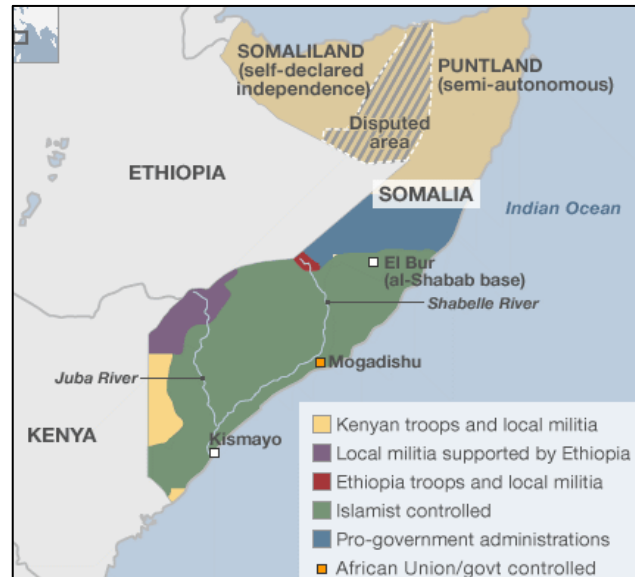 SOMALILAND
(self-declared
independence)
PUNTLAND
(semi-autonomous)
Disputed
area
ETHIOPIA
SOMALIA
Indian Ocean
El Bur
(al-Shabab base)
Shabelle River
Mogadishu
Juba River
KENYA
Kismayo
Kenyan troops and local militia
Local militia supported by Ethiopia
Ethiopia troops and local militia
Islamist controlled
Pro-government administrations
African Union/govt controlled